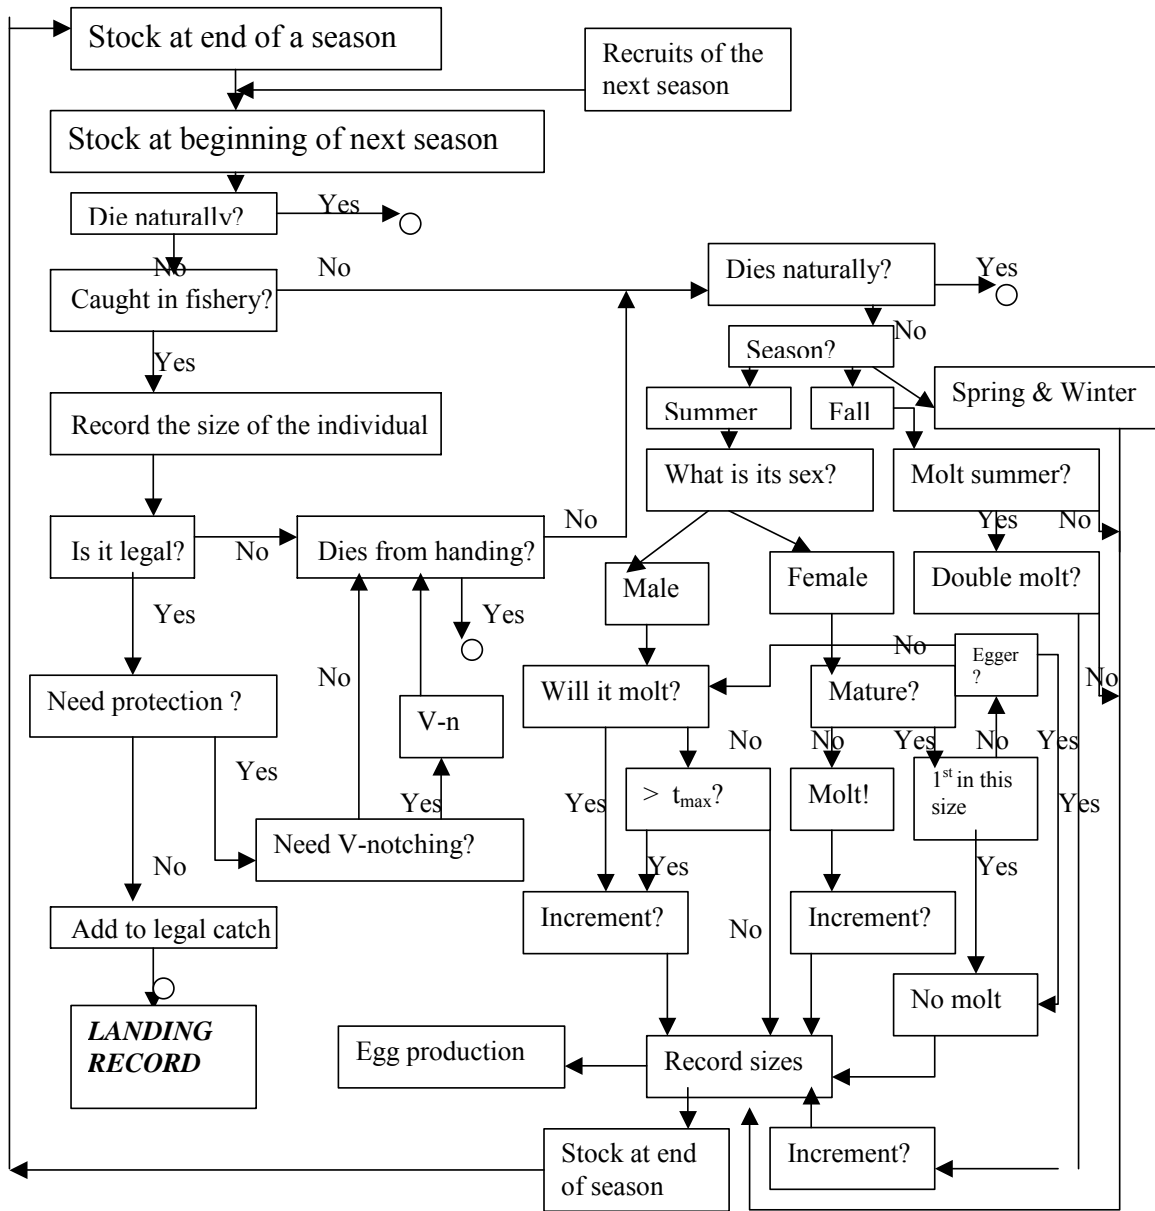 Stock at end of a season
Recruits of the
next season
Stock at beginning of next season
Die naturally?
Yes
No
No
Caught in fishery?
Dies naturally?
Yes
No
Season?
Yes
Summer
Fall
Spring & Winter
Record the size of the individual
What is its sex?
Molt summer?
Yes
No
Is it legal?
No
Dies from handing?
No
Yes
Yes
Male
Female
Double molt?
Need protection ?
No
V-n
Will it molt?
No
Mature?
Egger
?
No
Yes
Yes
No
No
Yes
No
Yes
> tmax?
Molt!
1st in this
size
Yes
Yes
Need V-notching?
No
Yes
Yes
Add to legal catch
Increment?
No
Increment?
No molt
LANDING
RECORD
Egg production
Record sizes
Stock at end
of season
Increment?